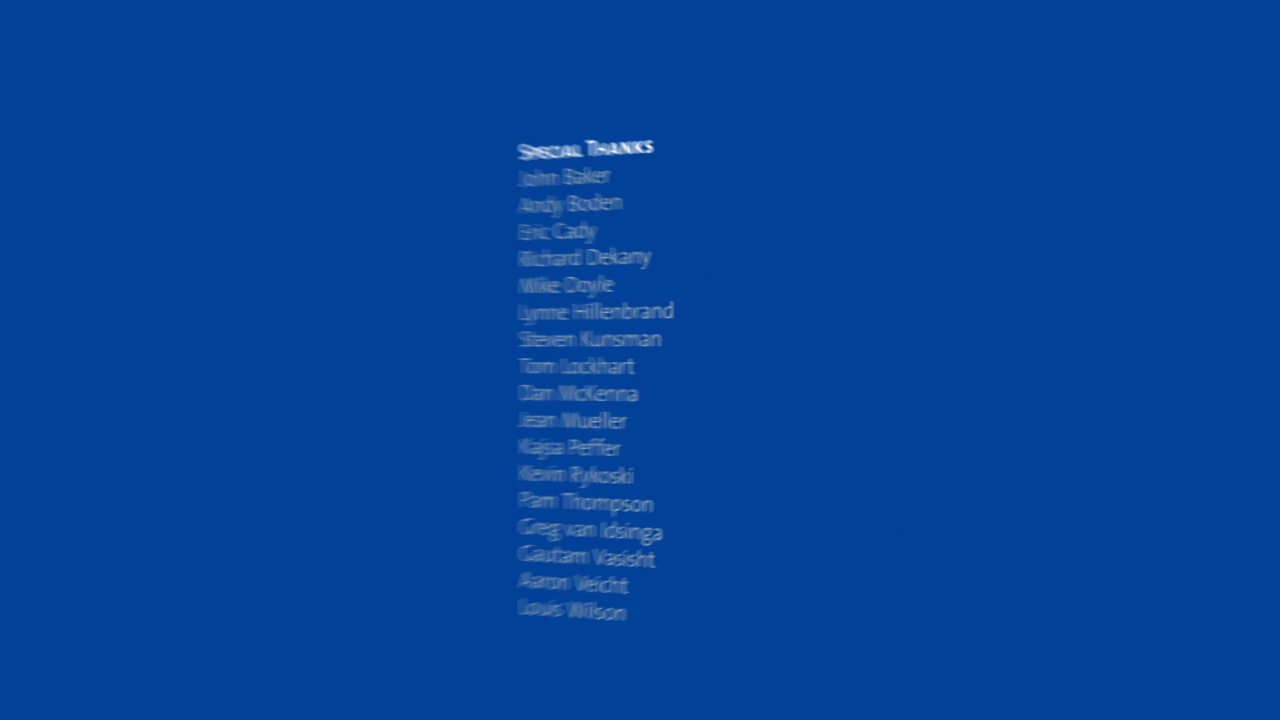 Special Thanks
John Baker
Andy Boden
Eric Cady
Richard Dekany
Mike Doyle
Lynne Hillenbrand
Steven Kunsman
Tom Lockhart
Dan McKenna
Jean Mueller
Kajsa Peffer
Kevin Rykoski
Pam Thompson
Greg van Idsinga
Gautam Vasisht
Aaron Veicht
Louis Wilson